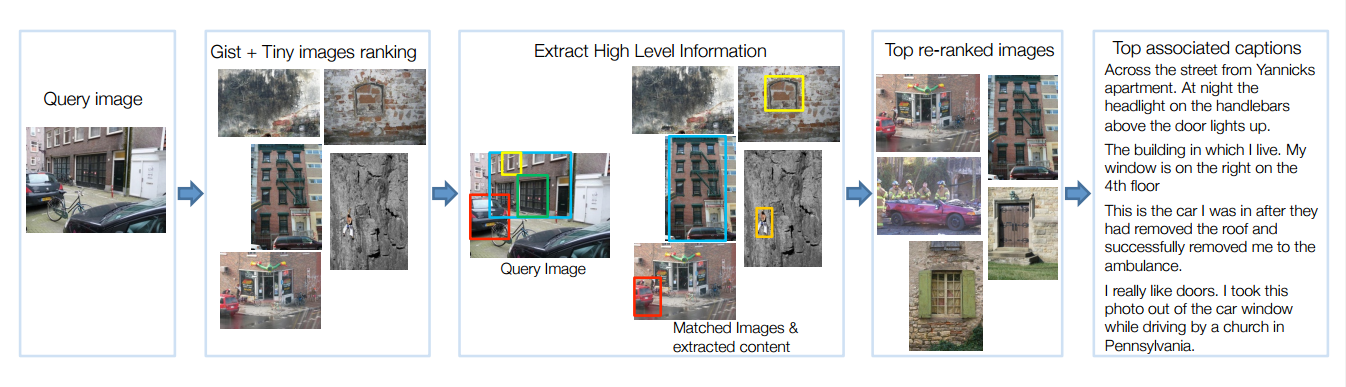 Query image
Gist + Tiny images ranking
Extract High Level Information
Query Image
Matched Images &
extracted content
Top re-ranked images
Top associated captions
Across the street from Yannicks
apartment. At night the
headlight on the handlebars
above the door lights up.
The building in which I live. My
window is on the right on the
4th floor
This is the car I was in after they
had removed the roof and
successfully removed me to the
ambulance.
I really like doors. I took this
photo out of the car window
while driving by a church in
Pennsylvania.